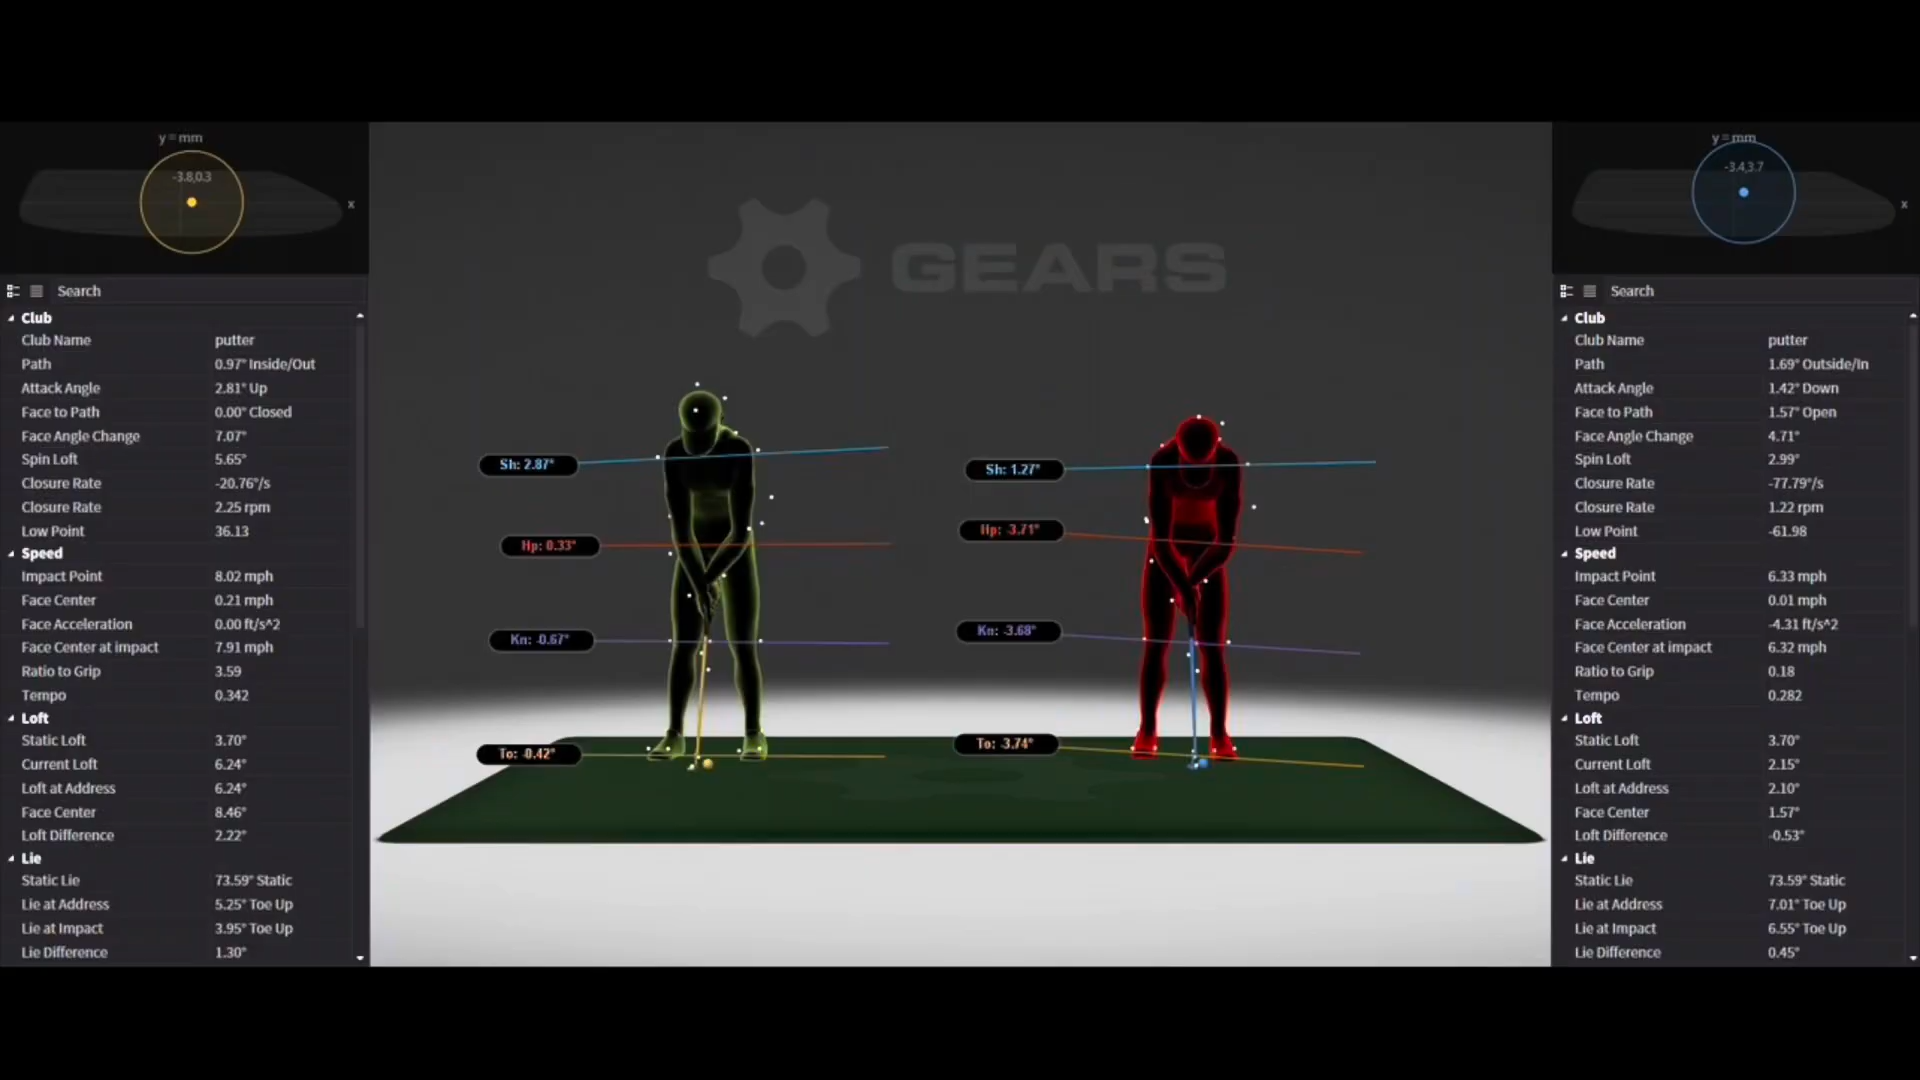 y = mm
-3.8,0.3
x
Search
Club
Club Name putter
Path 0.97° Inside/Out
Attack Angle 2.81° Up
Face to Path 0.00° Closed
Face Angle Change 7.07°
Spin Loft 5.65°
Closure Rate -20.76°/s
Closure Rate 2.25 rpm
Low Point 36.13
Speed
Impact Point 8.02 mph
Face Center 0.21 mph
Face Acceleration 0.00 ft/s^2
Face Center at impact 7.91 mph
Ratio to Grip 3.59
Tempo 0.342
Loft
Static Loft 3.70°
Current Loft 6.24°
Loft at Address 6.24°
Face Center 8.46°
Loft Difference 2.22°
Lie
Static Lie 73.59° Static
Lie at Address 5.25° Toe Up
Lie at Impact 3.95° Toe Up
Lie Difference 1.30°
GEARS
Sh: 2.87°
Hp: 0.33°
Kn: -0.67°
To: -0.42°
Sh: 1.27°
Hp: -3.71°
Kn: -3.68°
To: -3.74°
y = mm
-3.4,3.7
x
Search
Club
Club Name putter
Path 1.69° Outside/In
Attack Angle 1.42° Down
Face to Path 1.57° Open
Face Angle Change 4.71°
Spin Loft 2.99°
Closure Rate -77.79°/s
Closure Rate 1.22 rpm
Low Point -61.98
Speed
Impact Point 6.33 mph
Face Center 0.01 mph
Face Acceleration -4.31 ft/s^2
Face Center at impact 6.32 mph
Ratio to Grip 0.18
Tempo 0.282
Loft
Static Loft 3.70°
Current Loft 2.15°
Loft at Address 2.10°
Face Center 1.57°
Loft Difference -0.53°
Lie
Static Lie 73.59° Static
Lie at Address 7.01° Toe Up
Lie at Impact 6.55° Toe Up
Lie Difference 0.45°